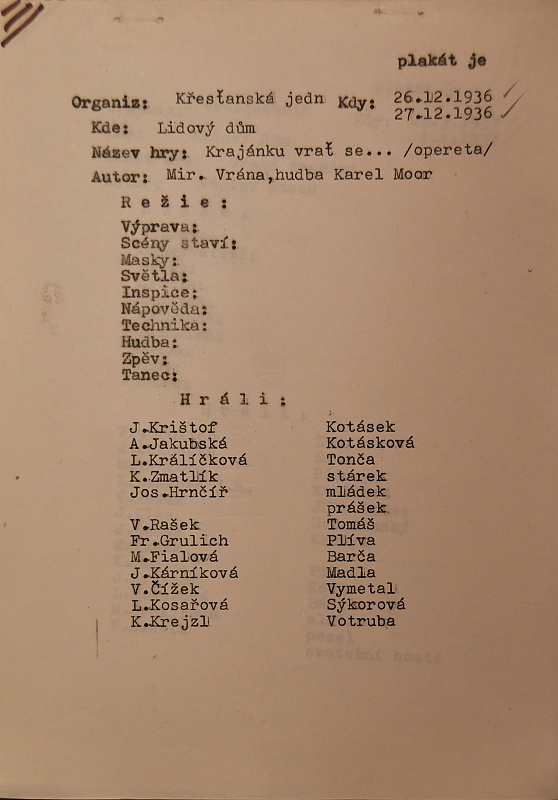 plakát je
Organiz: Křesťanská jedn Kdy: 26.12.1936
27.12.1936
Kde: Lidový dům
Název hry: Krajánku vrať se... /opereta/
Autor: Mir. Vrána,hudba Karel Moor
R e ž i e :
Výprava:
Scény staví:
Masky:
Světla:
Inspice:
Nápověda:
Technika:
Hudba:
Zpěv:
Tanec:
H r á l i :
J.Krištof Kotásek
A.Jakubská Kotásková
L.Králíčková Tonča
K.Zmatlík stárek
Jos.Hrnčíř mládek
prášek
V.Rašek Tomáš
Fr.Grulich Plíva
M.Fialová Barča
J.Kárníková Madla
V.Čížek Vymetal
L.Kosařová Sýkorová
K.Krejzl Votruba
svatební hosté